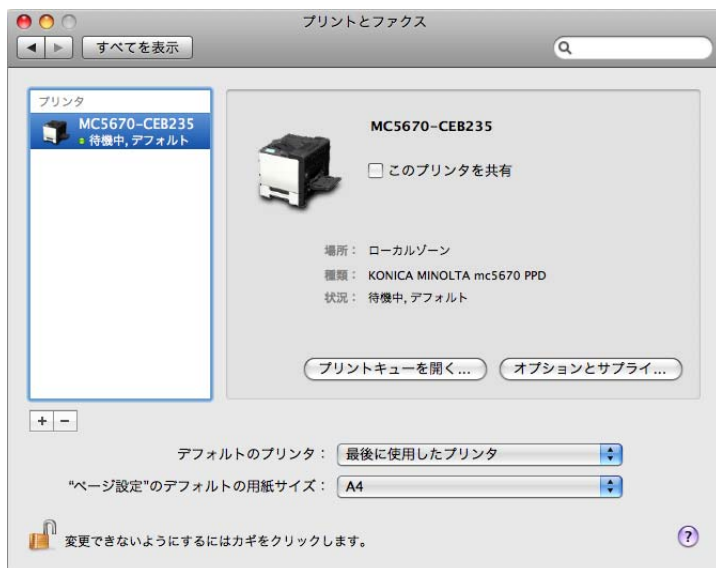 プリントとファクス
すべてを表示
プリンタ
MC5670-CEB235
待機中, デフォルト
MC5670-CEB235
このプリンタを共有
場所： ローカルゾーン
種類： KONICA MINOLTA mc5670 PPD
状況： 待機中, デフォルト
プリントキューを開く... オプションとサプライ...
+ −
デフォルトのプリンタ： 最後に使用したプリンタ
“ページ設定”のデフォルトの用紙サイズ： A4
変更できないようにするにはカギをクリックします。
?